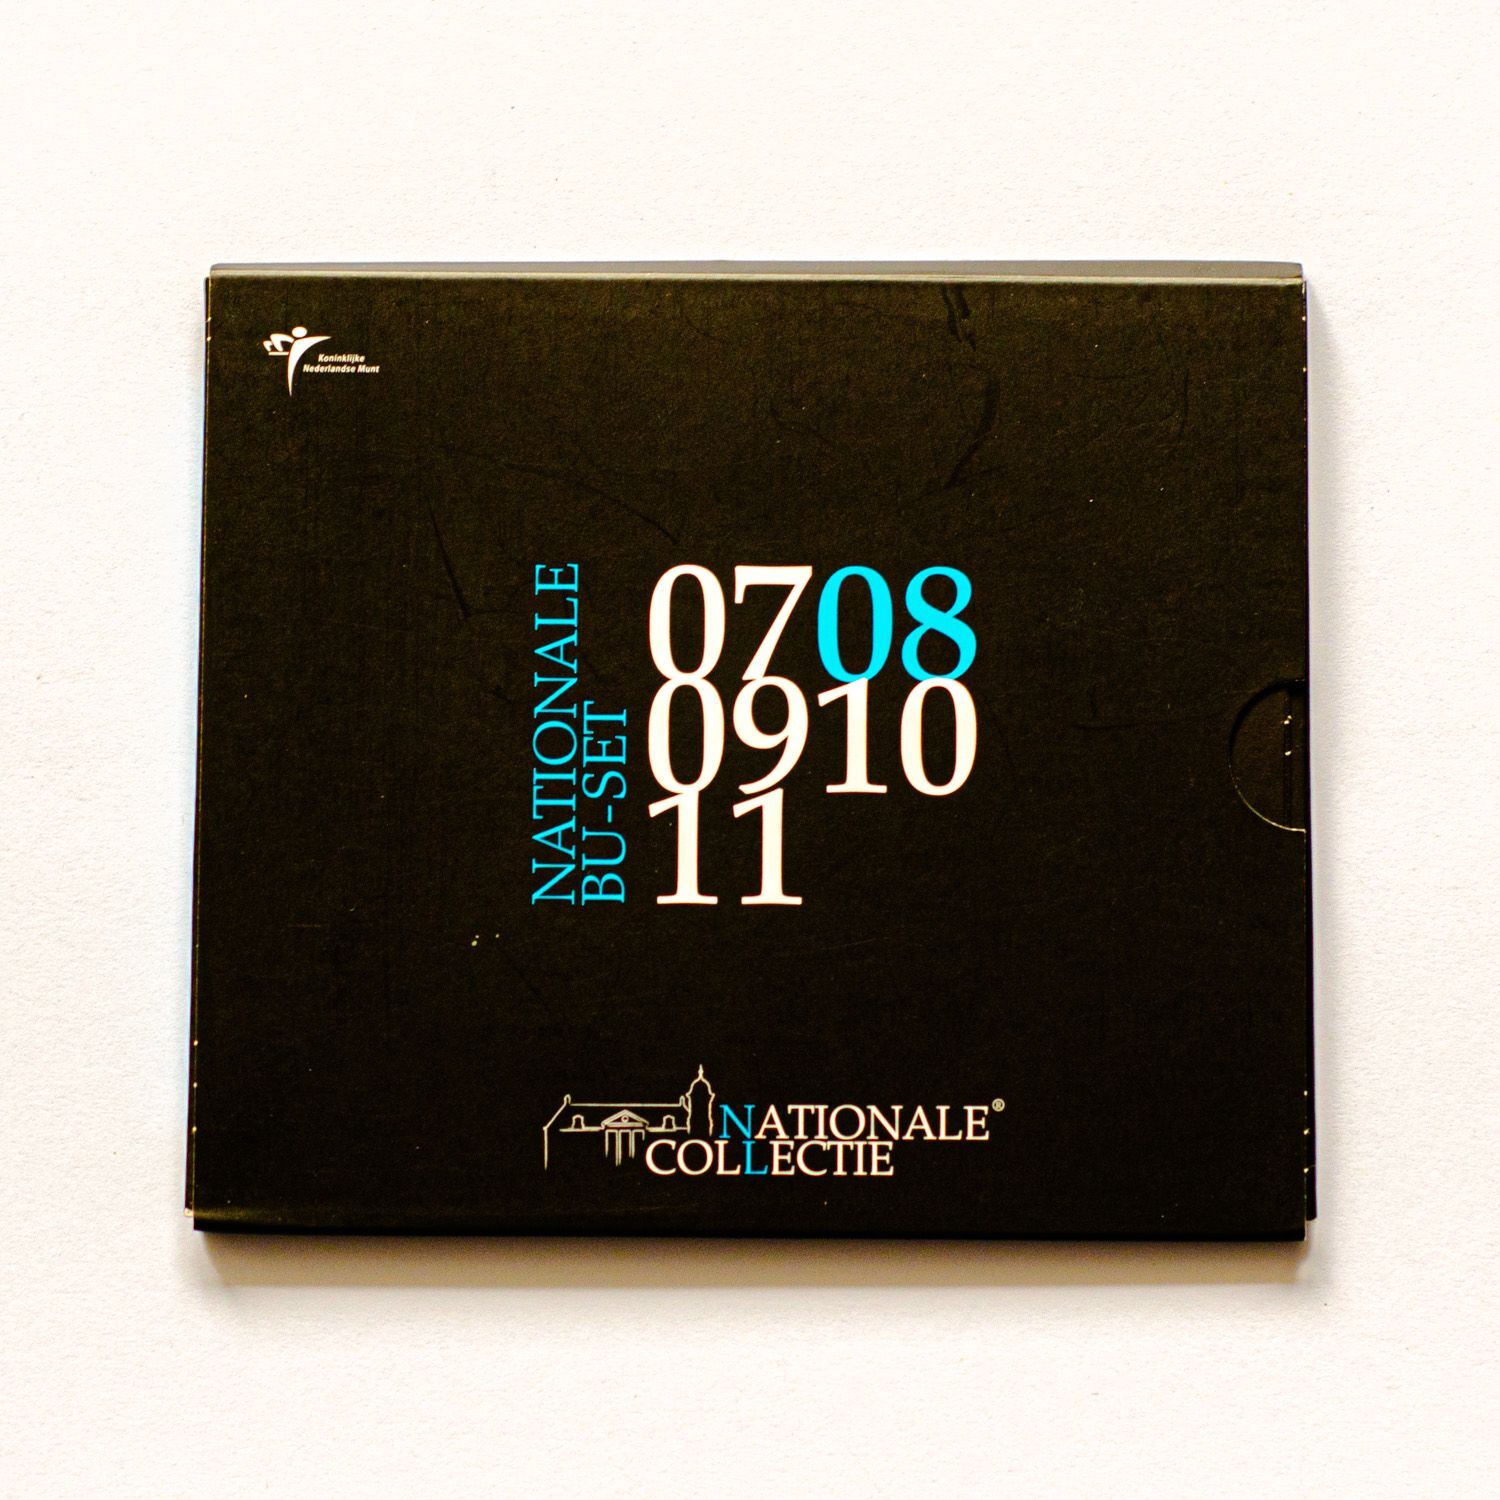 Koninklijke
Nederlandse Munt
NATIONALE
BU-SET
0708
0910
11
NATIONALE®
COLLECTIE